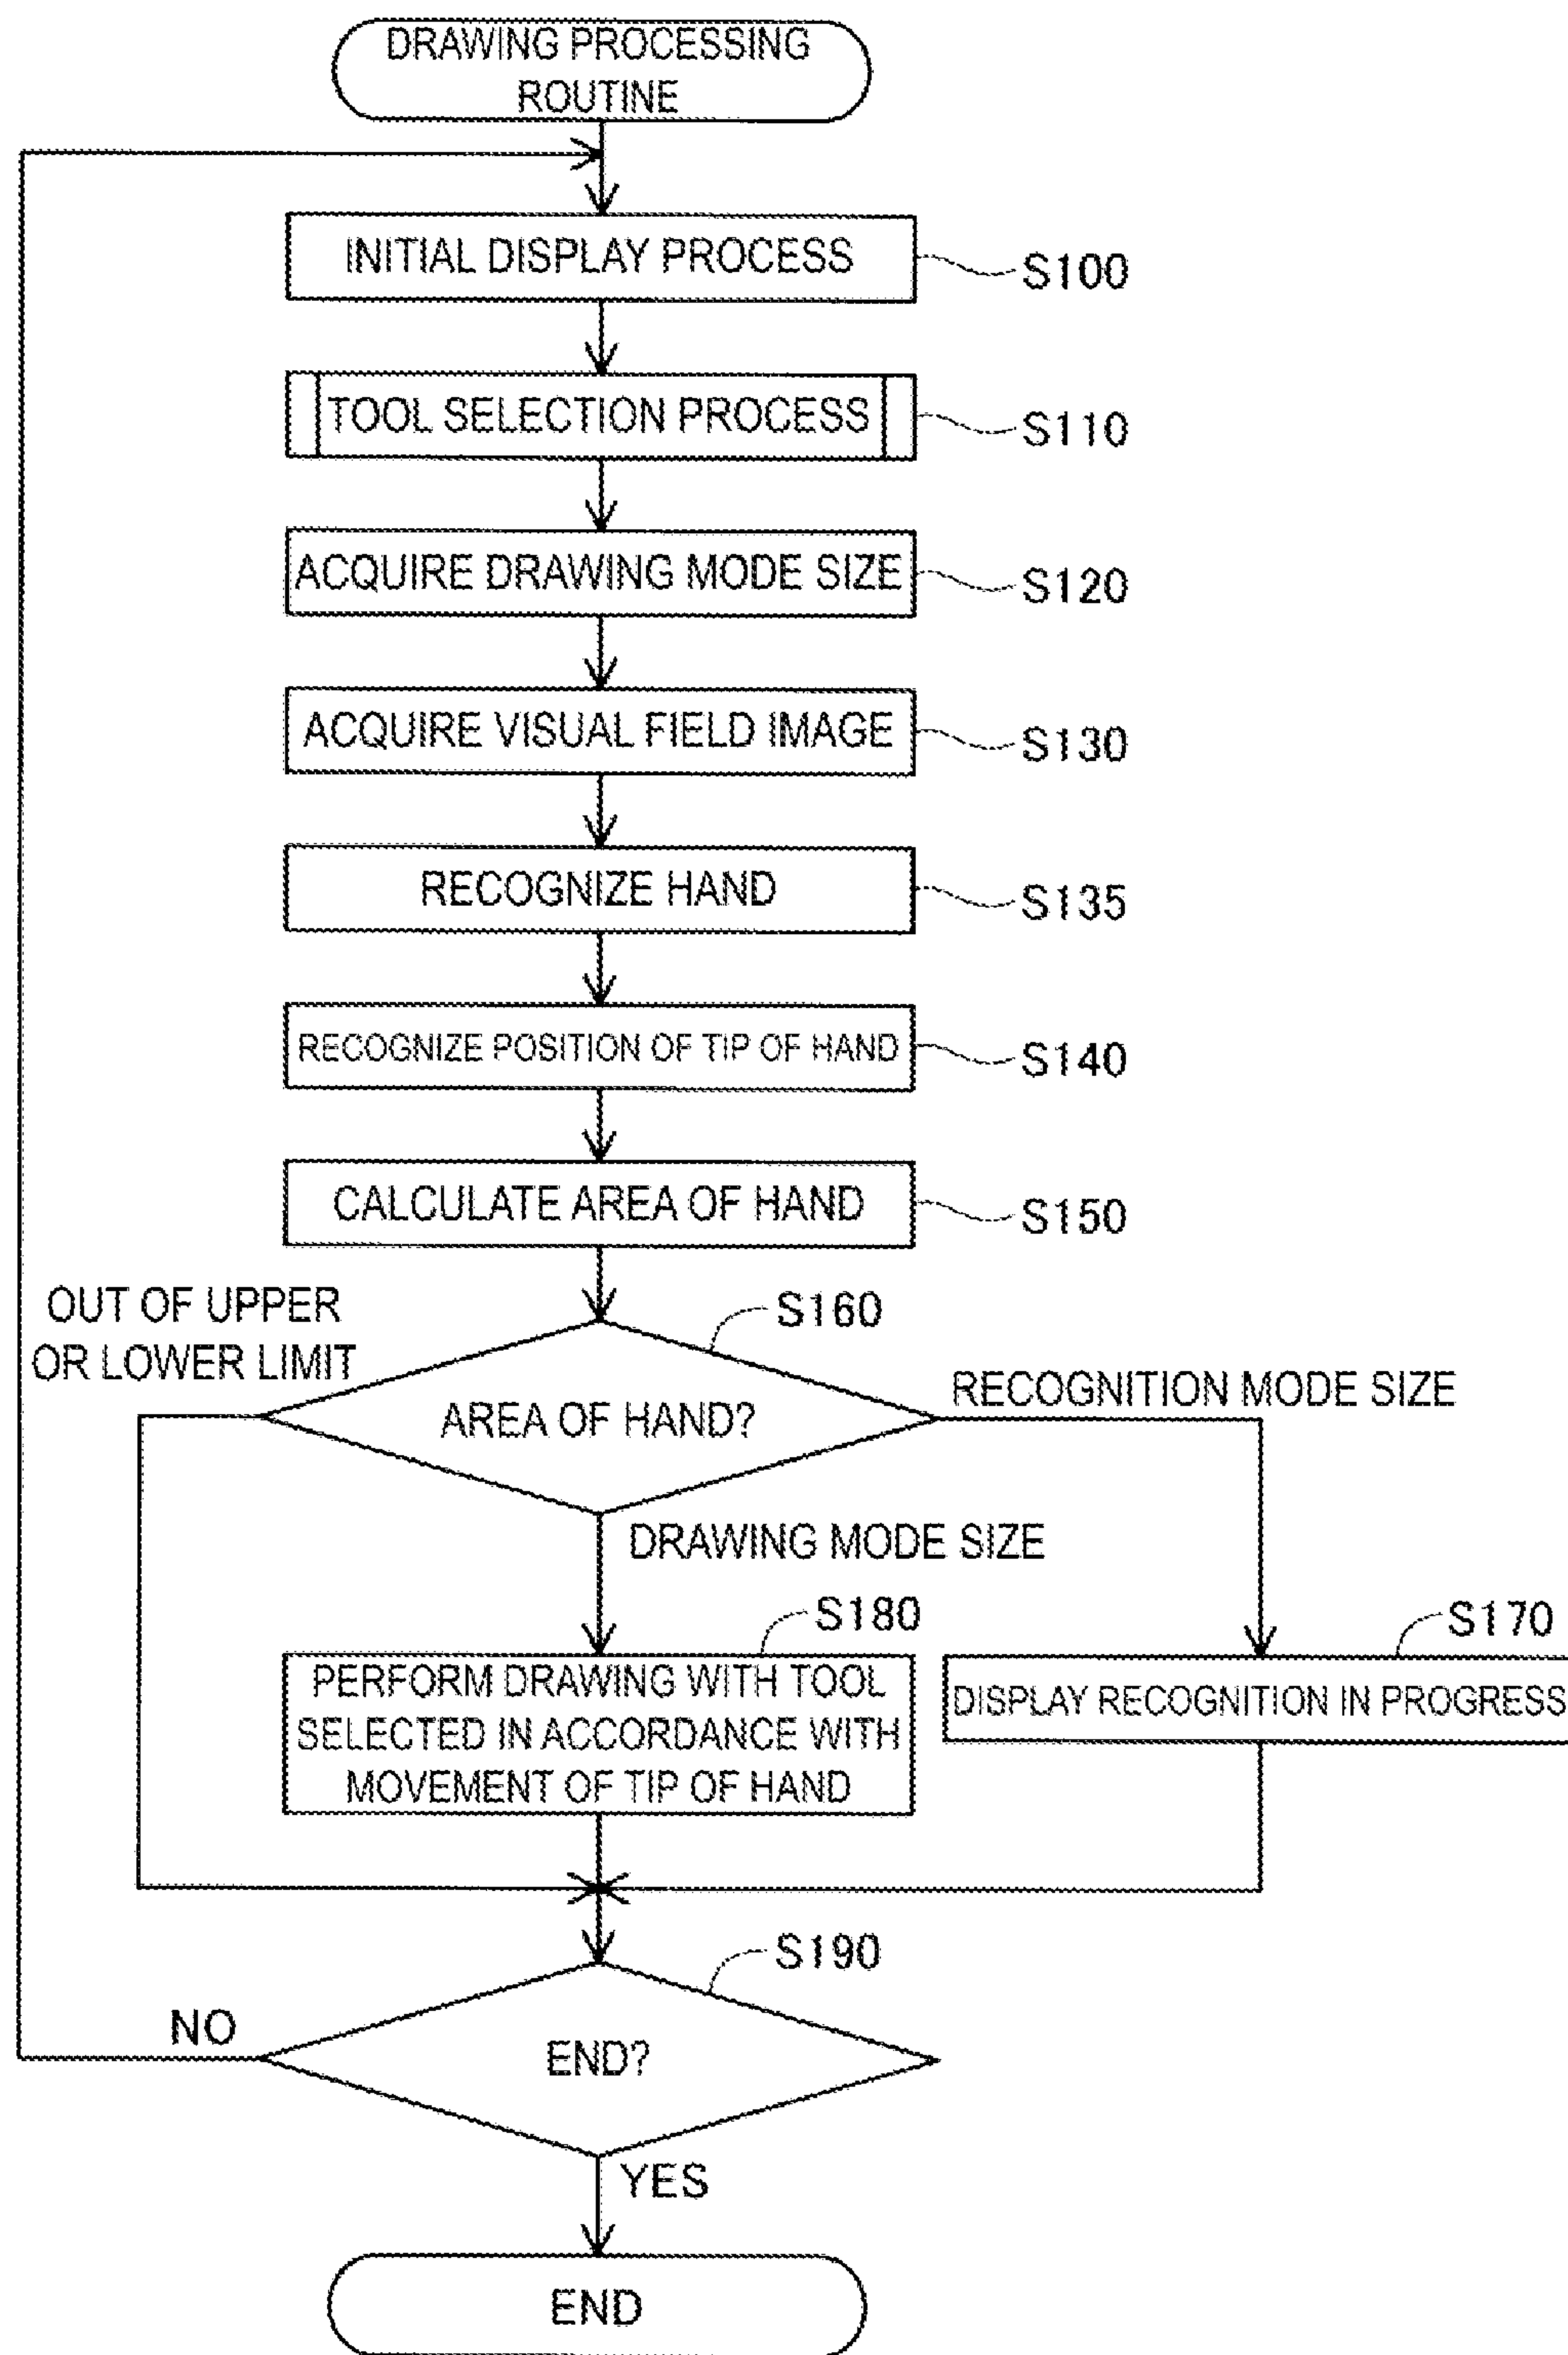 DRAWING PROCESSING
ROUTINE
INITIAL DISPLAY PROCESS
S100
TOOL SELECTION PROCESS
S110
ACQUIRE DRAWING MODE SIZE
S120
ACQUIRE VISUAL FIELD IMAGE
S130
RECOGNIZE HAND
S135
RECOGNIZE POSITION OF TIP OF HAND
S140
CALCULATE AREA OF HAND
S150
OUT OF UPPER
OR LOWER LIMIT
S160
AREA OF HAND?
RECOGNITION MODE SIZE
DRAWING MODE SIZE
S180
PERFORM DRAWING WITH TOOL
SELECTED IN ACCORDANCE WITH
MOVEMENT OF TIP OF HAND
S170
DISPLAY RECOGNITION IN PROGRESS
S190
NO
END?
YES
END